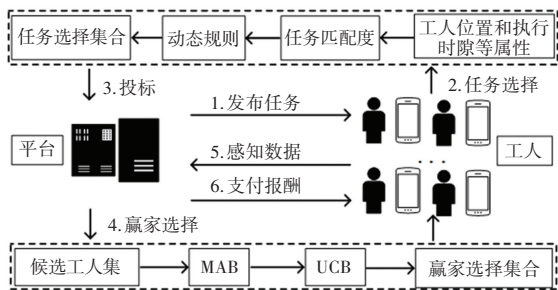 任务选择集合
动态规则
任务匹配度
工人位置和执行
时隙等属性
3.投标
2.任务选择
1.发布任务
平台
5.感知数据
···
工人
6.支付报酬
4.赢家选择
候选工人集
MAB
UCB
赢家选择集合